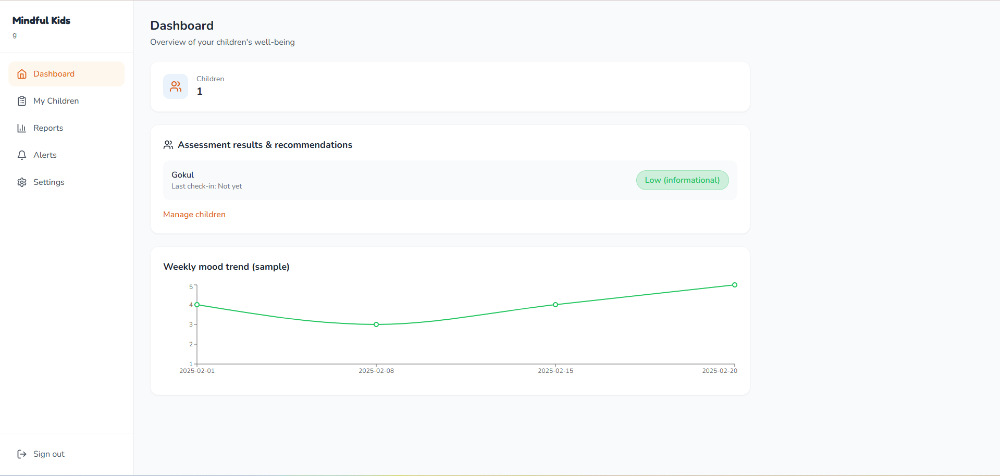 Mindful Kids
g
Dashboard
My Children
Reports
Alerts
Settings
Sign out
Dashboard
Overview of your children's well-being
Children
1
Assessment results & recommendations
Gokul
Last check-in: Not yet
Low (informational)
Manage children
Weekly mood trend (sample)
5
4
3
2
1
2025-02-01 2025-02-08 2025-02-15 2025-02-20